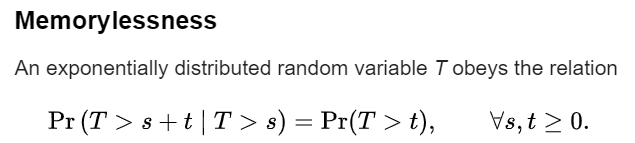 Memorylessness
An exponentially distributed random variable T obeys the relation
Pr (T > s + t | T > s) = Pr(T > t), ∀s, t ≥ 0.